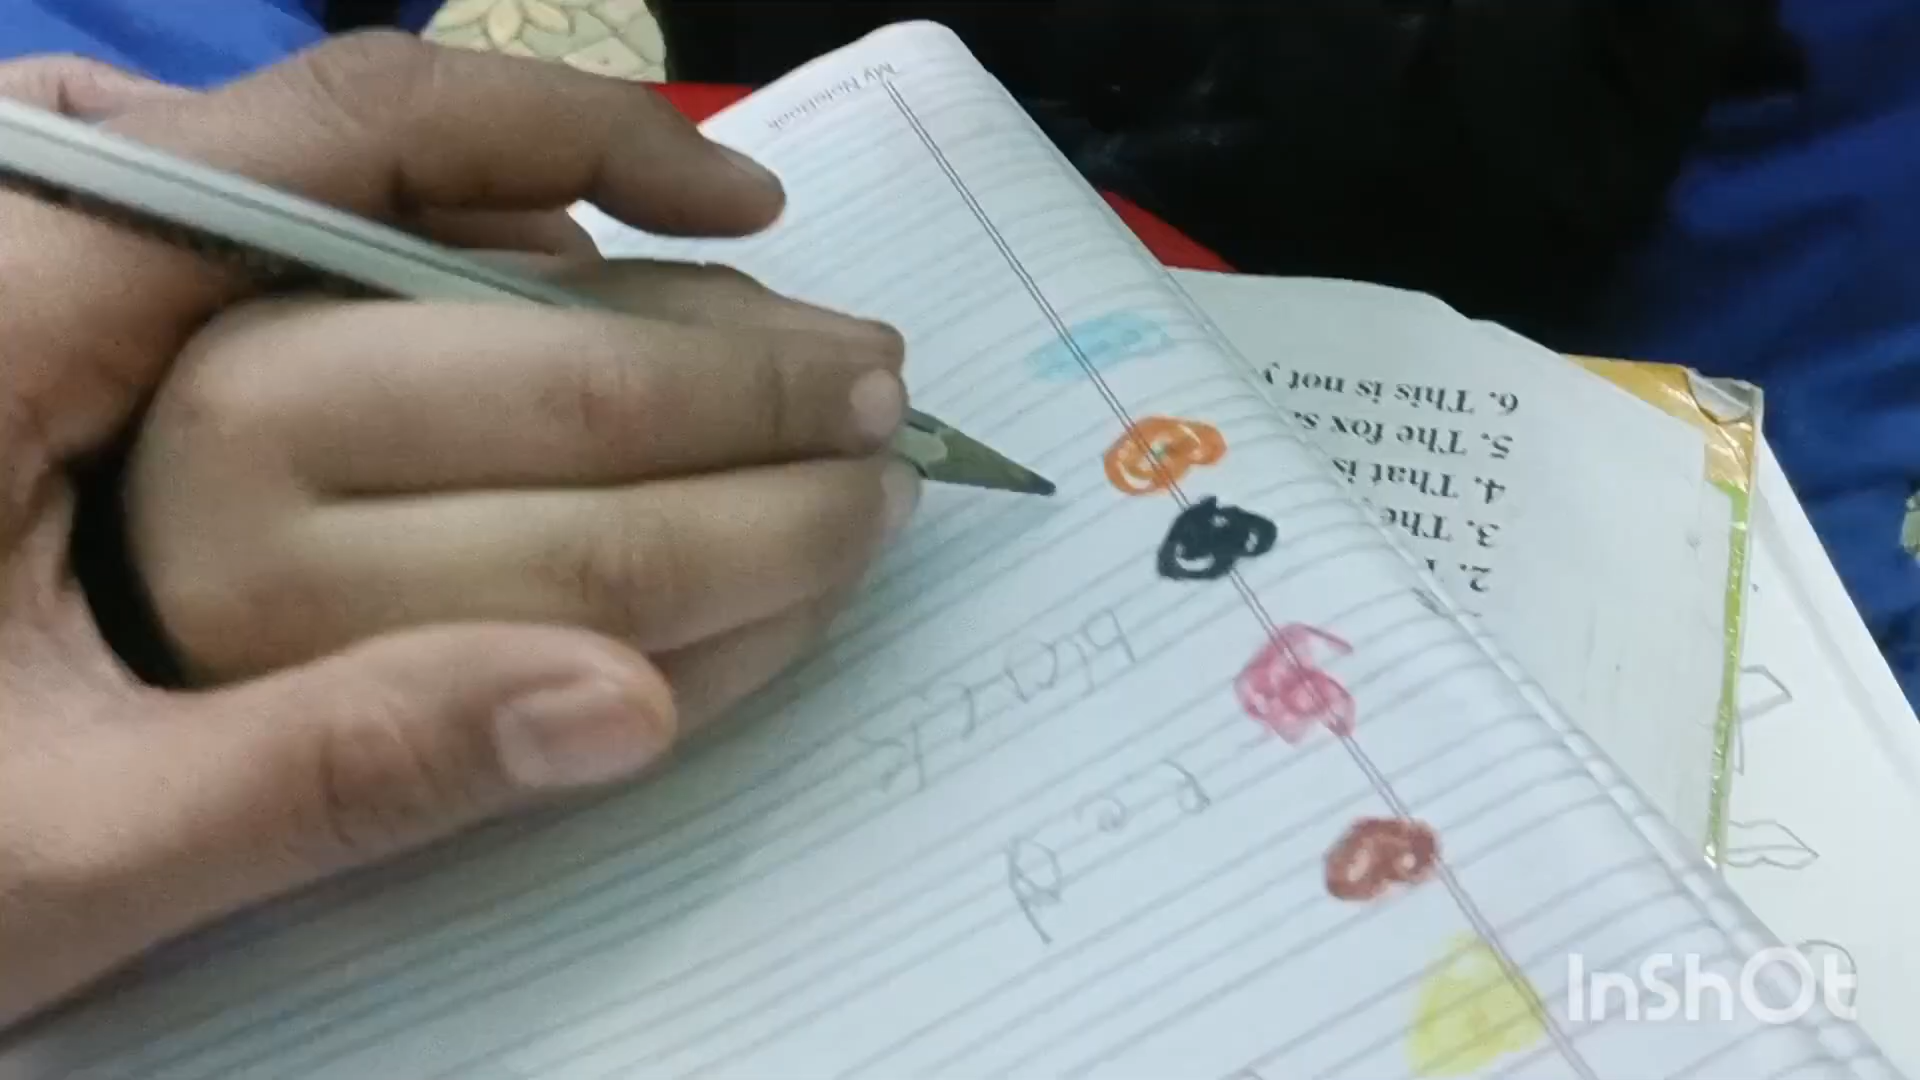 2. T
3. The
4. That is
5. The fox s
6. This is not y
red
black
My Notebook
InShOt